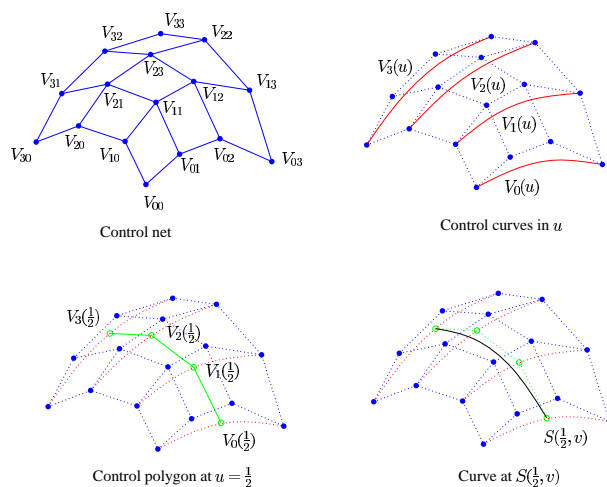 V₃₃
V₃₂
V₂₂
V₂₃
V₃₁
V₂₁
V₁₂
V₁₃
V₁₁
V₂₀
V₃₀
V₁₀
V₀₂
V₀₁
V₀₃
V₀₀
Control net
V₃(u)
V₂(u)
V₁(u)
V₀(u)
Control curves in u
V₃(½)
V₂(½)
V₁(½)
V₀(½)
Control polygon at u = ½
S(½, v)
Curve at S(½, v)